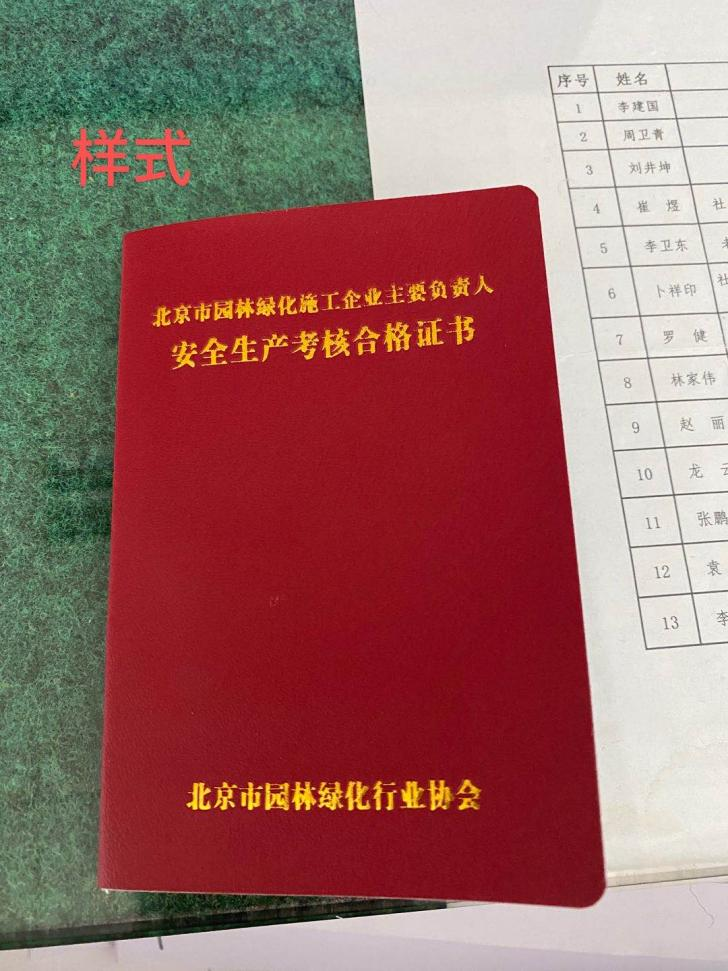 样式
北京市园林绿化施工企业主要负责人
安全生产考核合格证书
北京市园林绿化行业协会
序号 姓名
1 李建国
2 周卫青
3 刘井坤
4 崔煜 社
5 李卫东
6 卜祥印 社
7 罗健
8 林家伟
9 赵丽
10 龙云
11 张鹏
12 袁
13 李